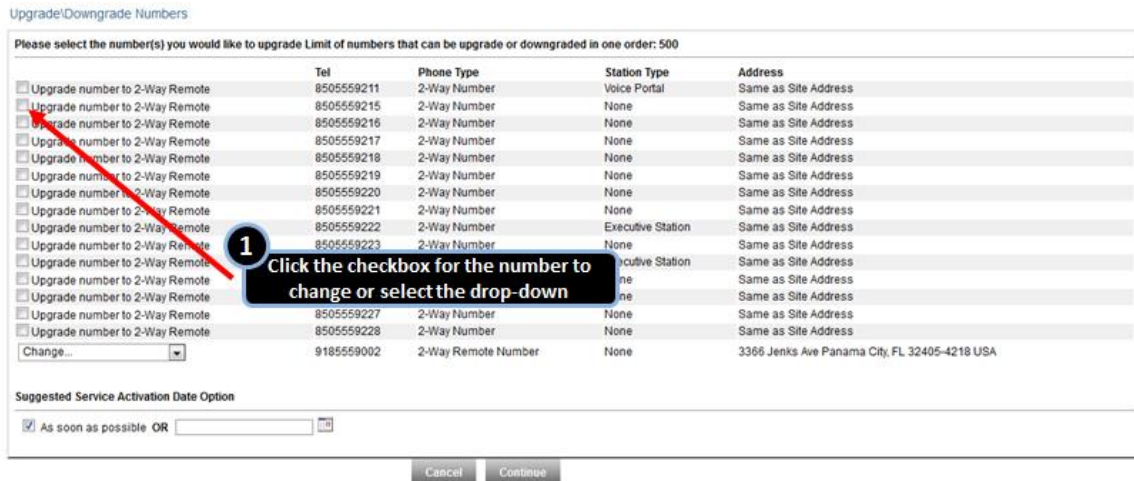 Upgrade\Downgrade Numbers
Please select the number(s) you would like to upgrade Limit of numbers that can be upgrade or downgraded in one order: 500
Tel Phone Type Station Type Address
Upgrade number to 2-Way Remote 8505559211 2-Way Number Voice Portal Same as Site Address
Upgrade number to 2-Way Remote 8505559215 2-Way Number None Same as Site Address
Upgrade number to 2-Way Remote 8505559216 2-Way Number None Same as Site Address
Upgrade number to 2-Way Remote 8505559217 2-Way Number None Same as Site Address
Upgrade number to 2-Way Remote 8505559218 2-Way Number None Same as Site Address
Upgrade number to 2-Way Remote 8505559219 2-Way Number None Same as Site Address
Upgrade number to 2-Way Remote 8505559220 2-Way Number None Same as Site Address
Upgrade number to 2-Way Remote 8505559221 2-Way Number None Same as Site Address
Upgrade number to 2-Way Remote 8505559222 2-Way Number Executive Station Same as Site Address
Upgrade number to 2-Way Remote 8505559223 2-Way Number None Same as Site Address
Upgrade number to 2-Way Remote Station Same as Site Address
Upgrade number to 2-Way Remote Same as Site Address
Upgrade number to 2-Way Remote Same as Site Address
1
Click the checkbox for the number to
change or select the drop-down
Upgrade number to 2-Way Remote 8505559227 2-Way Number None Same as Site Address
Upgrade number to 2-Way Remote 8505559228 2-Way Number None Same as Site Address
Change... 9185559002 2-Way Remote Number None 3366 Jenks Ave Panama City, FL 32405-4218 USA
Suggested Service Activation Date Option
As soon as possible OR
Cancel Continue